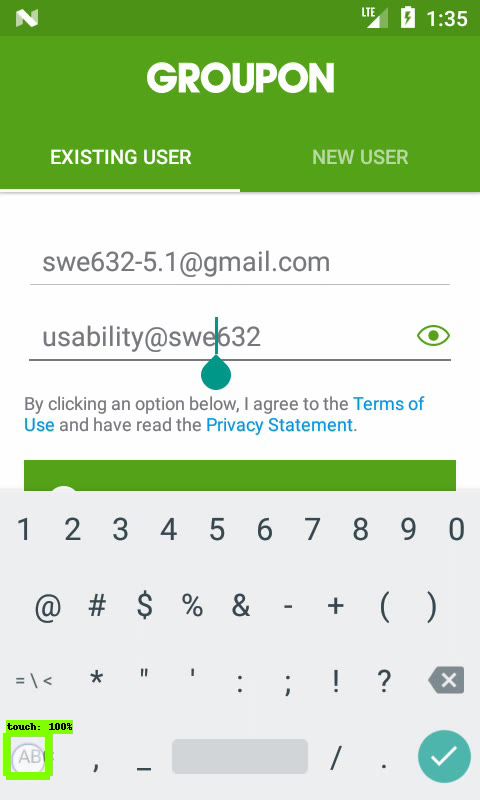 LTE 1:35
GROUPON
EXISTING USER NEW USER
swe632-5.1@gmail.com
usability@swe632
By clicking an option below, I agree to the Terms of
Use and have read the Privacy Statement.
1 2 3 4 5 6 7 8 9 0
@ # $ % & - + ( )
= \ < * " ' : ; ! ?
touch: 100%
, _ / .